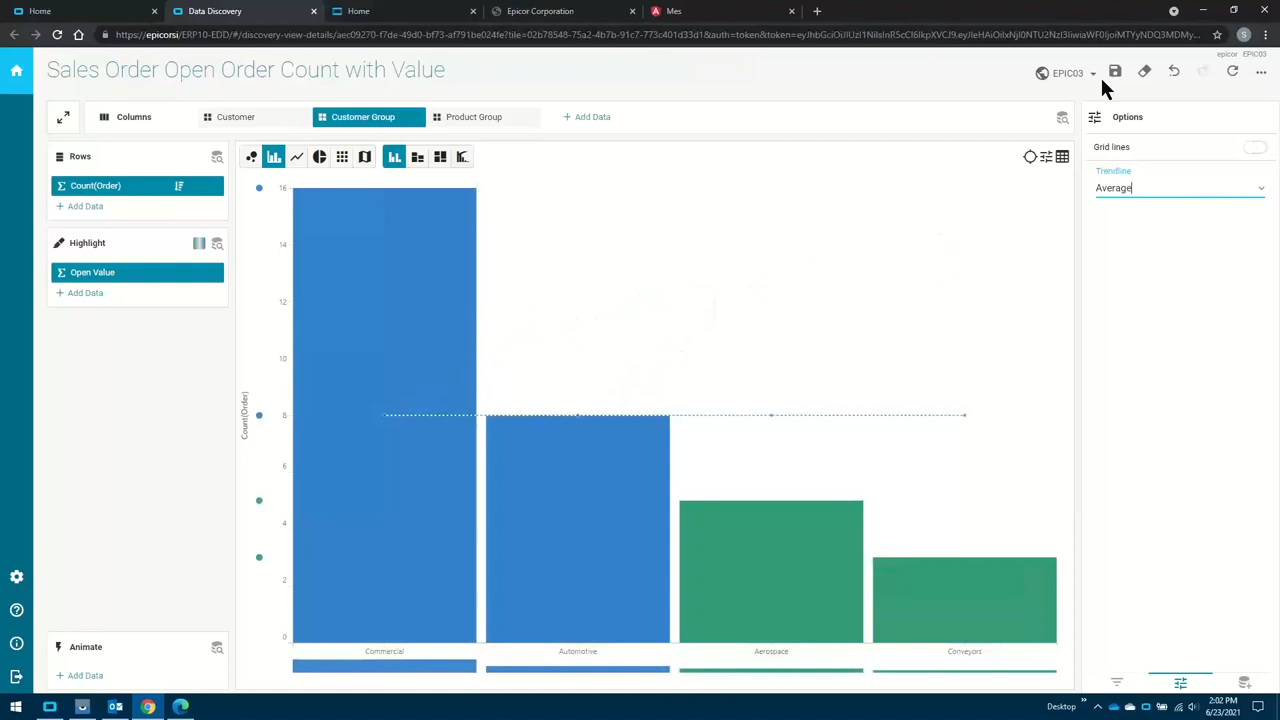 Home
Data Discovery
Home
Epicor Corporation
Mes
epicor EPIC03
Sales Order Open Order Count with Value
EPIC03
Columns
Customer
Customer Group
Product Group
+ Add Data
Options
Rows
Grid lines
Trendline
Average
Count(Order)
+ Add Data
Highlight
Open Value
+ Add Data
Count(Order)
16
14
12
10
8
6
4
2
0
Commercial
Automotive
Aerospace
Conveyors
Animate
+ Add Data
Desktop
2:02 PM
6/23/2021